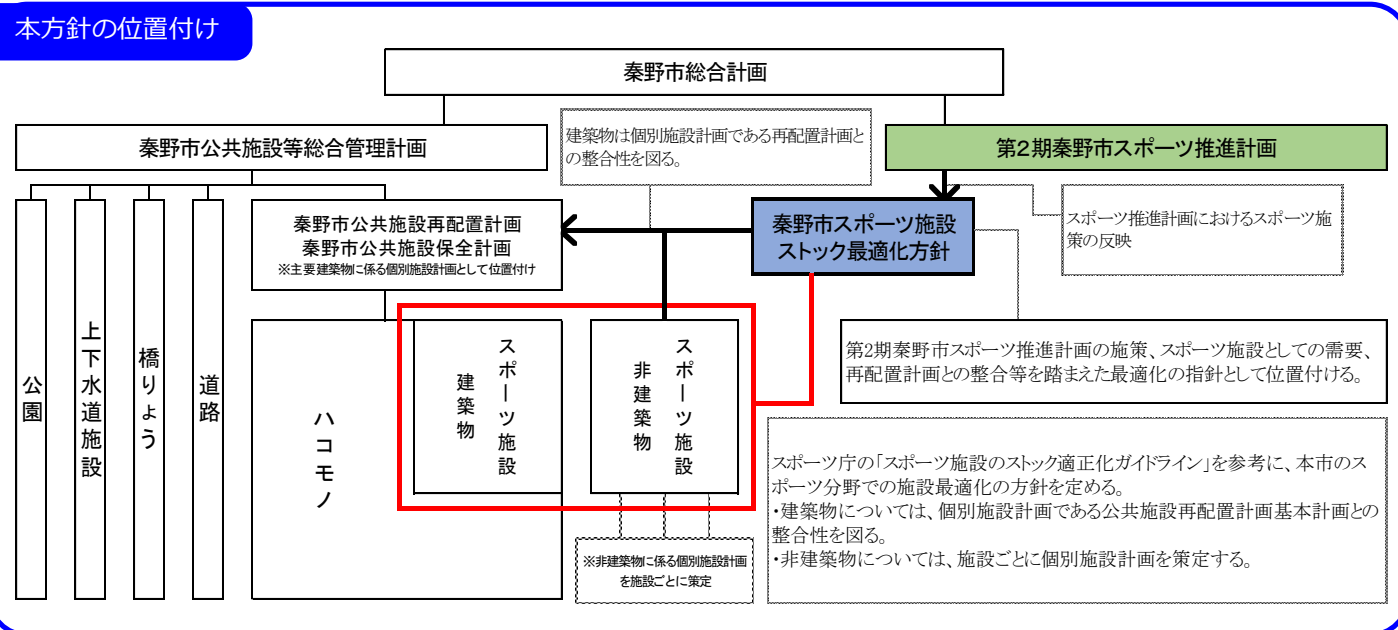 本方針の位置付け
秦野市総合計画
秦野市公共施設等総合管理計画
建築物は個別施設計画である再配置計画と
の整合性を図る。
第2期秦野市スポーツ推進計画
秦野市公共施設再配置計画
秦野市公共施設保全計画
※主要建築物に係る個別施設計画として位置付け
秦野市スポーツ施設
ストック最適化方針
スポーツ推進計画におけるスポーツ施
策の反映
公園
上下水道施設
橋りょう
道路
ハコモノ
スポーツ施設
建築物
スポーツ施設
非建築物
第2期秦野市スポーツ推進計画の施策、スポーツ施設としての需要、
再配置計画との整合等を踏まえた最適化の指針として位置付ける。
※非建築物に係る個別施設計画
を施設ごとに策定
スポーツ庁の「スポーツ施設のストック適正化ガイドライン」を参考に、本市のス
ポーツ分野での施設最適化の方針を定める。
・建築物については、個別施設計画である公共施設再配置計画基本計画との
整合性を図る。
・非建築物については、施設ごとに個別施設計画を策定する。